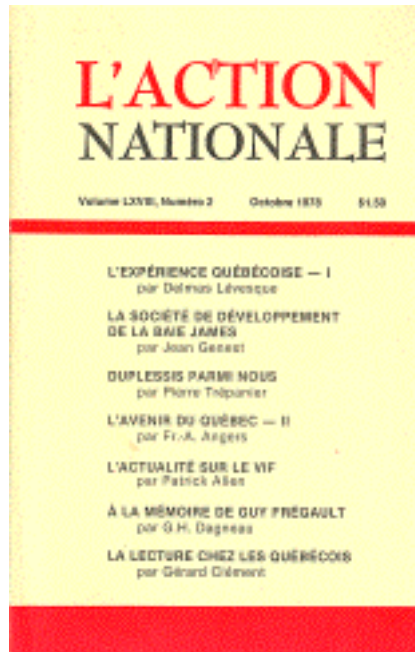 L'ACTION
NATIONALE
Volume LXVIII, Numéro 2 Octobre 1978 $1.50
L'EXPÉRIENCE QUÉBÉCOISE — I
par Delmas Lévesque
LA SOCIÉTÉ DE DÉVELOPPEMENT
DE LA BAIE JAMES
par Jean Genest
DUPLESSIS PARMI NOUS
par Pierre Trépanier
L'AVENIR DU QUÉBEC — II
par Fr.-A. Angers
L'ACTUALITÉ SUR LE VIF
par Patrick Allen
À LA MÉMOIRE DE GUY FRÉGAULT
par G.H. Dagneau
LA LECTURE CHEZ LES QUÉBÉCOIS
par Gérard Clément